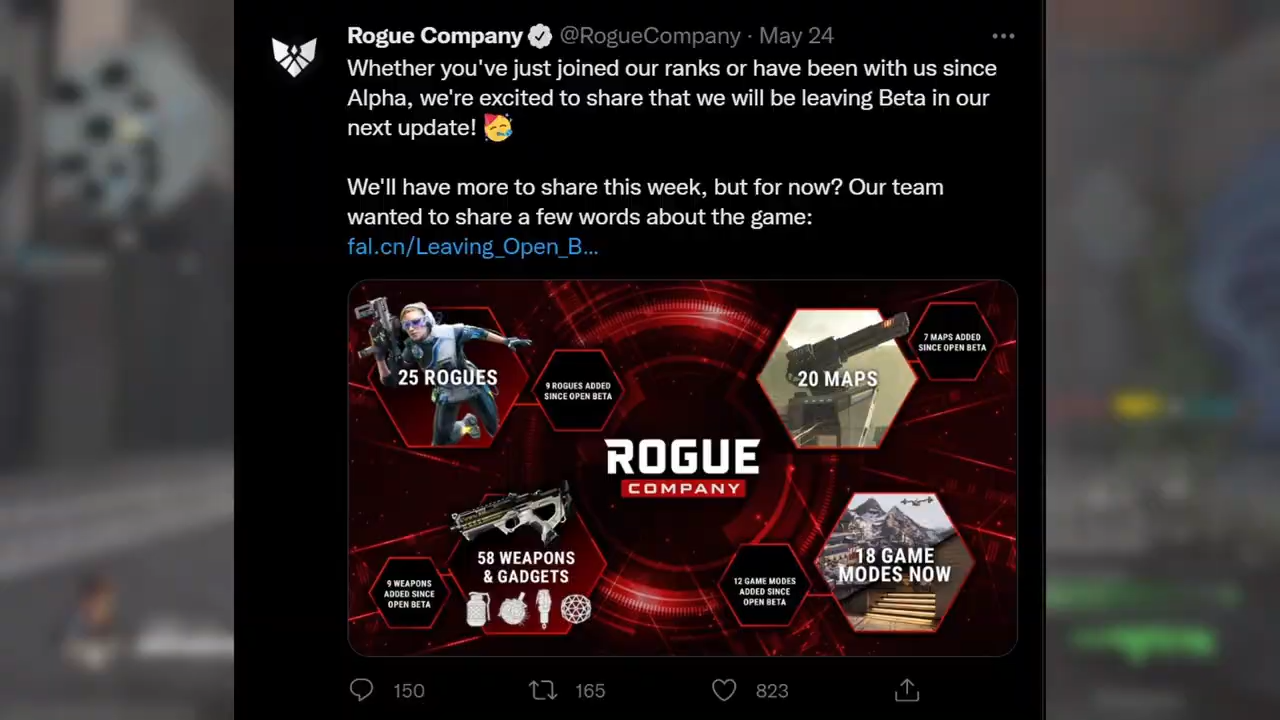 Rogue Company @RogueCompany · May 24
Whether you've just joined our ranks or have been with us since
Alpha, we're excited to share that we will be leaving Beta in our
next update! 🥳
We'll have more to share this week, but for now? Our team
wanted to share a few words about the game:
fal.cn/Leaving_Open_B...
25 ROGUES
9 ROGUES ADDED
SINCE OPEN BETA
20 MAPS
7 MAPS ADDED
SINCE OPEN BETA
ROGUE
COMPANY
58 WEAPONS
& GADGETS
9 WEAPONS
ADDED SINCE
OPEN BETA
12 GAME MODES
ADDED SINCE
OPEN BETA
18 GAME
MODES NOW
150
165
823